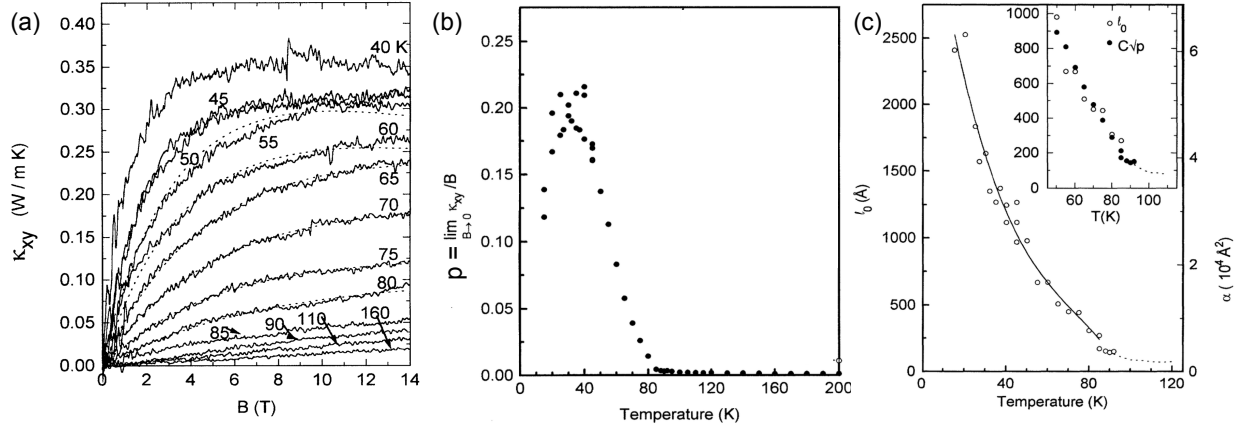 (a)
0.40
0.35
0.30
0.25
0.20
0.15
0.10
0.05
0.00
κxy (W / m K)
40 K
45
50
55
60
65
70
75
80
85
90
110
160
0 2 4 6 8 10 12 14
B (T)
(b)
0.25
0.20
0.15
0.10
0.05
0.00
p = lim B→0 κxy /B
0 40 80 120 160 200
Temperature (K)
(c)
2500
2000
1500
1000
500
0
l0 (Å)
0 40 80 120
Temperature (K)
6
4
2
0
α ( 10⁴ Å² )
1000
800
600
400
200
0
l0
C√p
60 80 100
T(K)